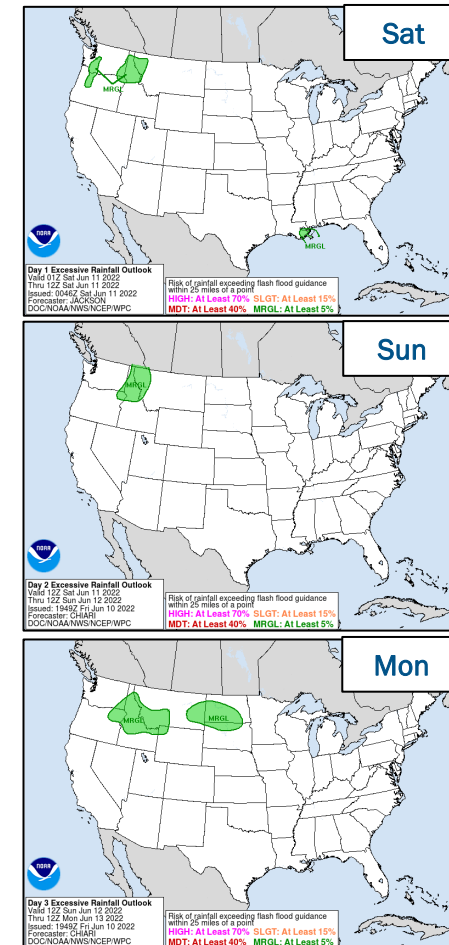 Sat
MRGL
MRGL
NOAA
Day 1 Excessive Rainfall Outlook
Valid 01Z Sat Jun 11 2022
Thru 12Z Sat Jun 11 2022
Issued: 0046Z Sat Jun 11 2022
Forecaster: JACKSON
DOC/NOAA/NWS/NCEP/WPC
Risk of rainfall exceeding flash flood guidance
within 25 miles of a point
HIGH: At Least 70% SLGT: At Least 15%
MDT: At Least 40% MRGL: At Least 5%
Sun
MRGL
NOAA
Day 2 Excessive Rainfall Outlook
Valid 12Z Sat Jun 11 2022
Thru 12Z Sun Jun 12 2022
Issued: 1949Z Fri Jun 10 2022
Forecaster: CHIARI
DOC/NOAA/NWS/NCEP/WPC
Risk of rainfall exceeding flash flood guidance
within 25 miles of a point
HIGH: At Least 70% SLGT: At Least 15%
MDT: At Least 40% MRGL: At Least 5%
Mon
MRGL
MRGL
NOAA
Day 3 Excessive Rainfall Outlook
Valid 12Z Sun Jun 12 2022
Thru 12Z Mon Jun 13 2022
Issued: 1949Z Fri Jun 10 2022
Forecaster: CHIARI
DOC/NOAA/NWS/NCEP/WPC
Risk of rainfall exceeding flash flood guidance
within 25 miles of a point
HIGH: At Least 70% SLGT: At Least 15%
MDT: At Least 40% MRGL: At Least 5%